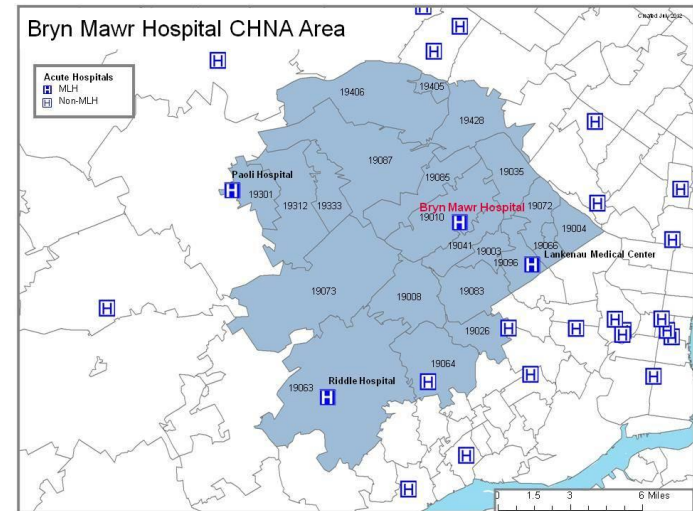 Bryn Mawr Hospital CHNA Area
Created July 2012
Acute Hospitals
H MLH
H Non-MLH
19406
19405
19428
19087
Paoli Hospital
19301
19312
19333
19085
19035
Bryn Mawr Hospital
19010
19072
19004
19041
19003
19066
19096
Lankenau Medical Center
19073
19008
19083
19026
19064
19063
Riddle Hospital
0 1.5 3 6 Miles